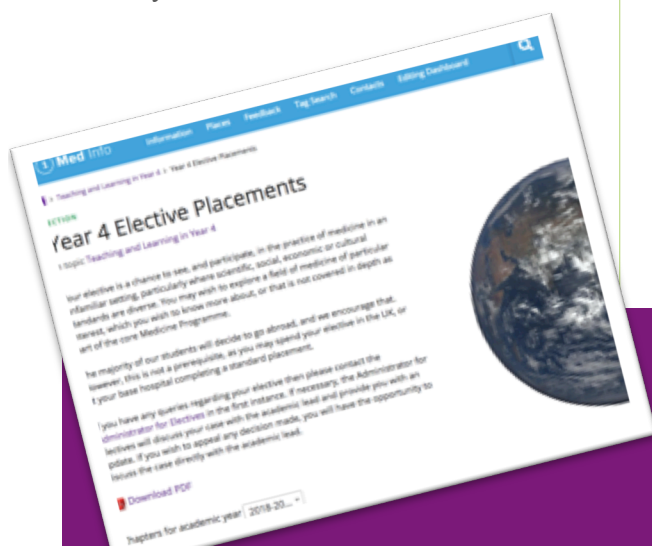 Med Info
Information Places Feedback Tag Search Contacts Editing Dashboard
> Teaching and Learning in Year 4 > Year 4 Elective Placements
ECTION
Year 4 Elective Placements
topic Teaching and Learning in Year 4
our elective is a chance to see, and participate, in the practice of medicine in an
nfamiliar setting, particularly where scientific, social, economic or cultural
tandards are diverse. You may wish to explore a field of medicine of particular
nterest, which you wish to know more about, or that is not covered in depth as
art of the core Medicine Programme.
he majority of our students will decide to go abroad, and we encourage that.
owever, this is not a prerequisite, as you may spend your elective in the UK, or
t your base hospital completing a standard placement.
you have any queries regarding your elective then please contact the
dministrator for Electives in the first instance. If necessary, the Administrator for
lectives will discuss your case with the academic lead and provide you with an
pdate. If you wish to appeal any decision made, you will have the opportunity to
iscuss the case directly with the academic lead.
Download PDF
hapters for academic year 2018-20...